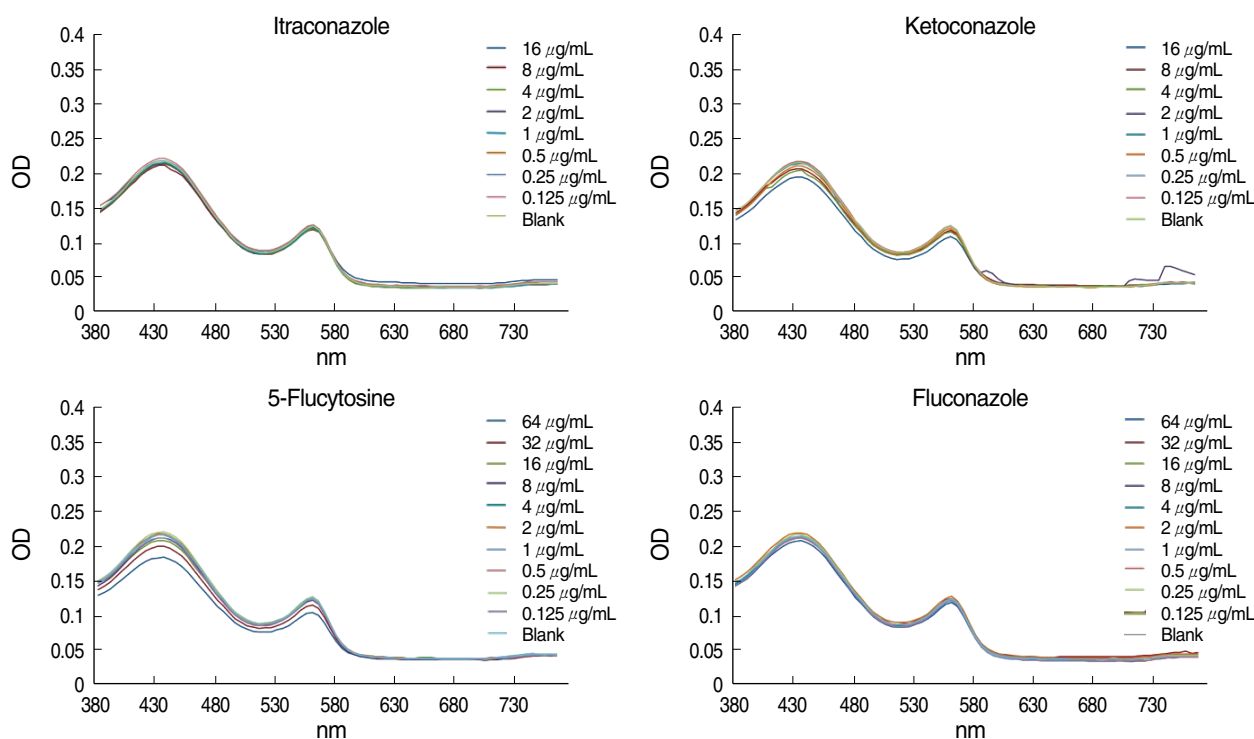 Itraconazole
0.4
0.35
0.3
0.25
0.2
0.15
0.1
0.05
0
OD
380 430 480 530 580 630 680 730
nm
16 μg/mL
8 μg/mL
4 μg/mL
2 μg/mL
1 μg/mL
0.5 μg/mL
0.25 μg/mL
0.125 μg/mL
Blank
Ketoconazole
0.4
0.35
0.3
0.25
0.2
0.15
0.1
0.05
0
OD
380 430 480 530 580 630 680 730
nm
16 μg/mL
8 μg/mL
4 μg/mL
2 μg/mL
1 μg/mL
0.5 μg/mL
0.25 μg/mL
0.125 μg/mL
Blank
5-Flucytosine
0.4
0.35
0.3
0.25
0.2
0.15
0.1
0.05
0
OD
380 430 480 530 580 630 680 730
nm
64 μg/mL
32 μg/mL
16 μg/mL
8 μg/mL
4 μg/mL
2 μg/mL
1 μg/mL
0.5 μg/mL
0.25 μg/mL
0.125 μg/mL
Blank
Fluconazole
0.4
0.35
0.3
0.25
0.2
0.15
0.1
0.05
0
OD
380 430 480 530 580 630 680 730
nm
64 μg/mL
32 μg/mL
16 μg/mL
8 μg/mL
4 μg/mL
2 μg/mL
1 μg/mL
0.5 μg/mL
0.25 μg/mL
0.125 μg/mL
Blank